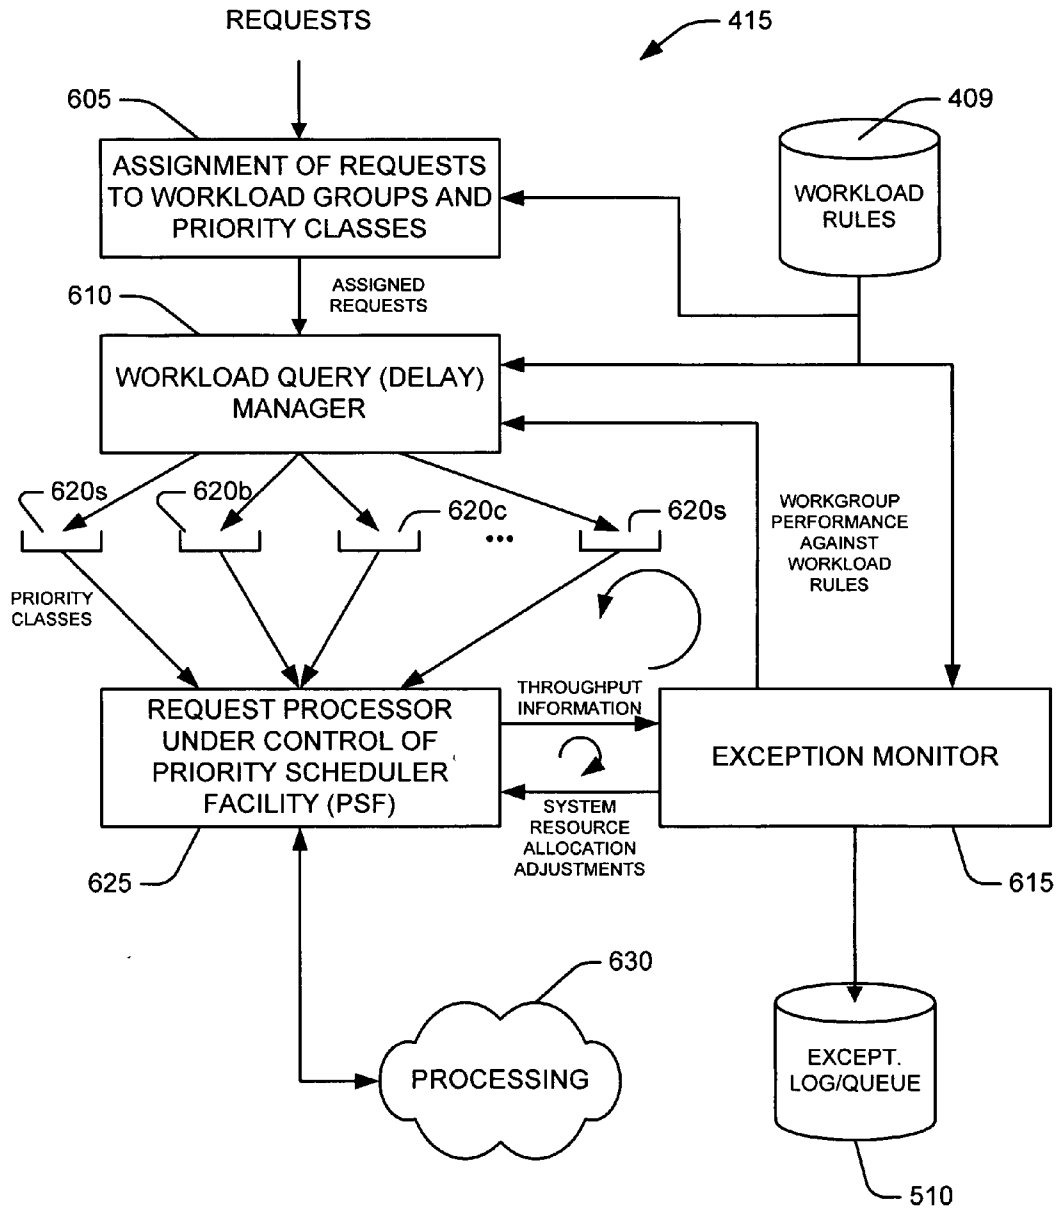 REQUESTS
415
605
409
ASSIGNMENT OF REQUESTS
TO WORKLOAD GROUPS AND
PRIORITY CLASSES
WORKLOAD
RULES
ASSIGNED
REQUESTS
610
WORKLOAD QUERY (DELAY)
MANAGER
620s
620b
620c
...
620s
WORKGROUP
PERFORMANCE
AGAINST
WORKLOAD
RULES
PRIORITY
CLASSES
REQUEST PROCESSOR
UNDER CONTROL OF
PRIORITY SCHEDULER
FACILITY (PSF)
THROUGHPUT
INFORMATION
EXCEPTION MONITOR
SYSTEM
RESOURCE
ALLOCATION
ADJUSTMENTS
625
615
630
PROCESSING
EXCEPT.
LOG/QUEUE
510